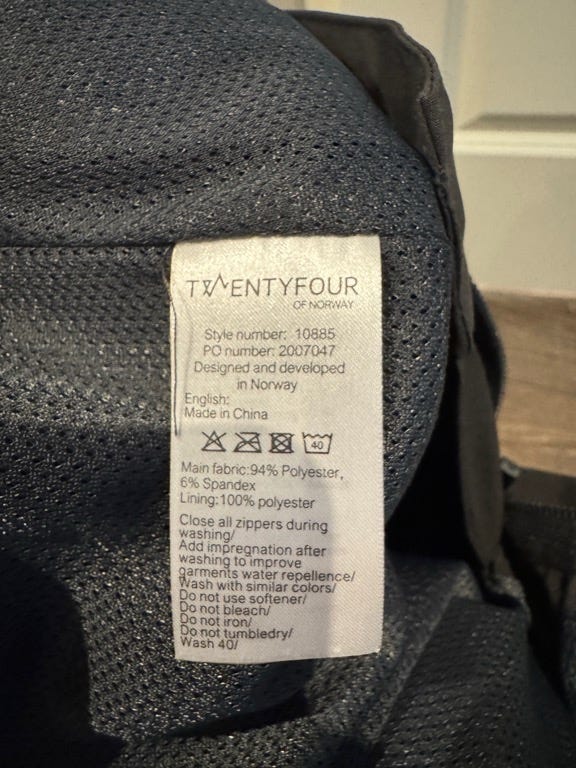 TWENTYFOUR
OF NORWAY
Style number: 10885
PO number: 2007047
Designed and developed
in Norway
English:
Made in China
40
Main fabric:94% Polyester,
6% Spandex
Lining:100% polyester
Close all zippers during
washing/
Add impregnation after
washing to improve
garments water repellence/
Wash with similar colors/
Do not use softener/
Do not bleach/
Do not iron/
Do not tumbledry/
Wash 40/